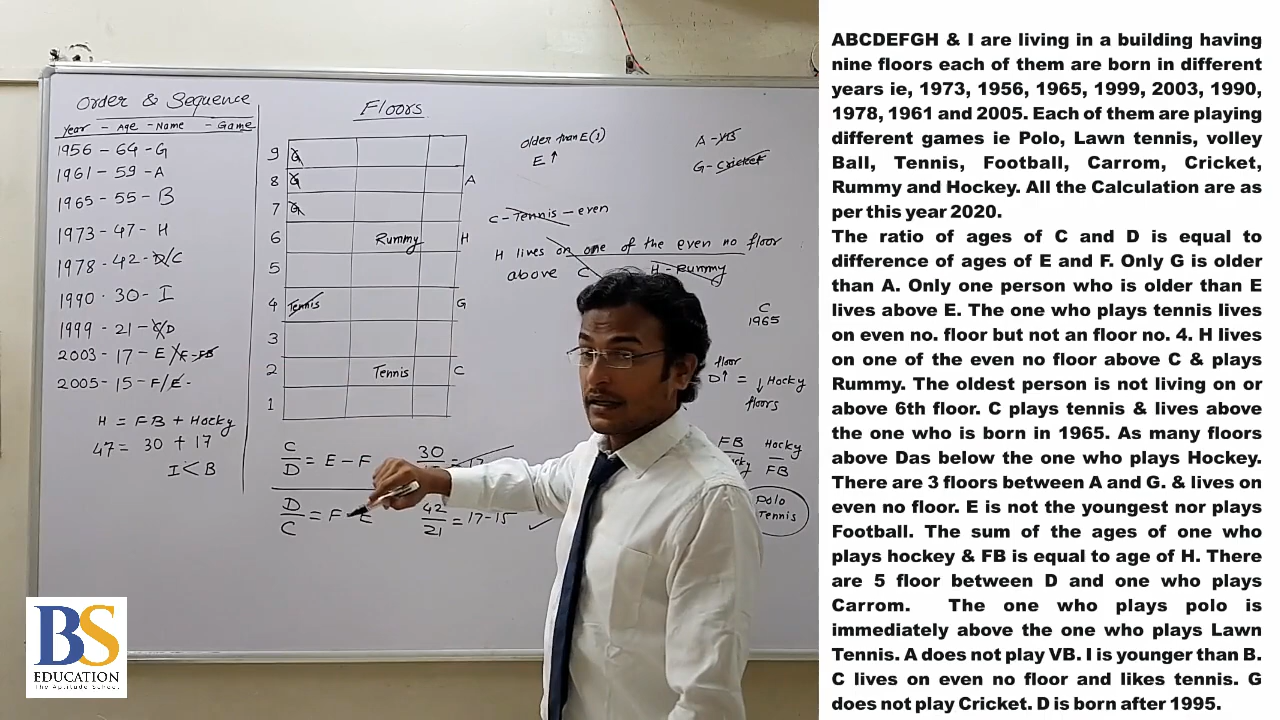 Order & Sequence
Year - Age - Name - Game
1956 - 64 - G
1961 - 59 - A
1965 - 55 - B
1973 - 47 - H
1978 - 42 - D/C
1990 - 30 - I
1999 - 21 - C/D
2003 - 17 - E/F - FB
2005 - 15 - F/E -
H = FB + Hocky
47 = 30 + 17
I < B
Floors
9 G
8 G A
7 G
6 Rummy H
5
4 Tennis G
3
2 Tennis C
1
C/D = E - F
30
= 17
D/C = F - E
42/21 = 17-15 ✓
older than E (1)
E ↑
A - VB
G - Cricket
C - Tennis - even
H lives on one of the even no floor
above C H - Rummy
C
1965
floor
D↑ = ↓ Hocky
floors
FB Hocky
FB
Polo
Tennis
BS
EDUCATION
The Aptitude School
ABCDEFGH & I are living in a building having
nine floors each of them are born in different
years ie, 1973, 1956, 1965, 1999, 2003, 1990,
1978, 1961 and 2005. Each of them are playing
different games ie Polo, Lawn tennis, volley
Ball, Tennis, Football, Carrom, Cricket,
Rummy and Hockey. All the Calculation are as
per this year 2020.
The ratio of ages of C and D is equal to
difference of ages of E and F. Only G is older
than A. Only one person who is older than E
lives above E. The one who plays tennis lives
on even no. floor but not an floor no. 4. H lives
on one of the even no floor above C & plays
Rummy. The oldest person is not living on or
above 6th floor. C plays tennis & lives above
the one who is born in 1965. As many floors
above Das below the one who plays Hockey.
There are 3 floors between A and G. & lives on
even no floor. E is not the youngest nor plays
Football. The sum of the ages of one who
plays hockey & FB is equal to age of H. There
are 5 floor between D and one who plays
Carrom. The one who plays polo is
immediately above the one who plays Lawn
Tennis. A does not play VB. I is younger than B.
C lives on even no floor and likes tennis. G
does not play Cricket. D is born after 1995.